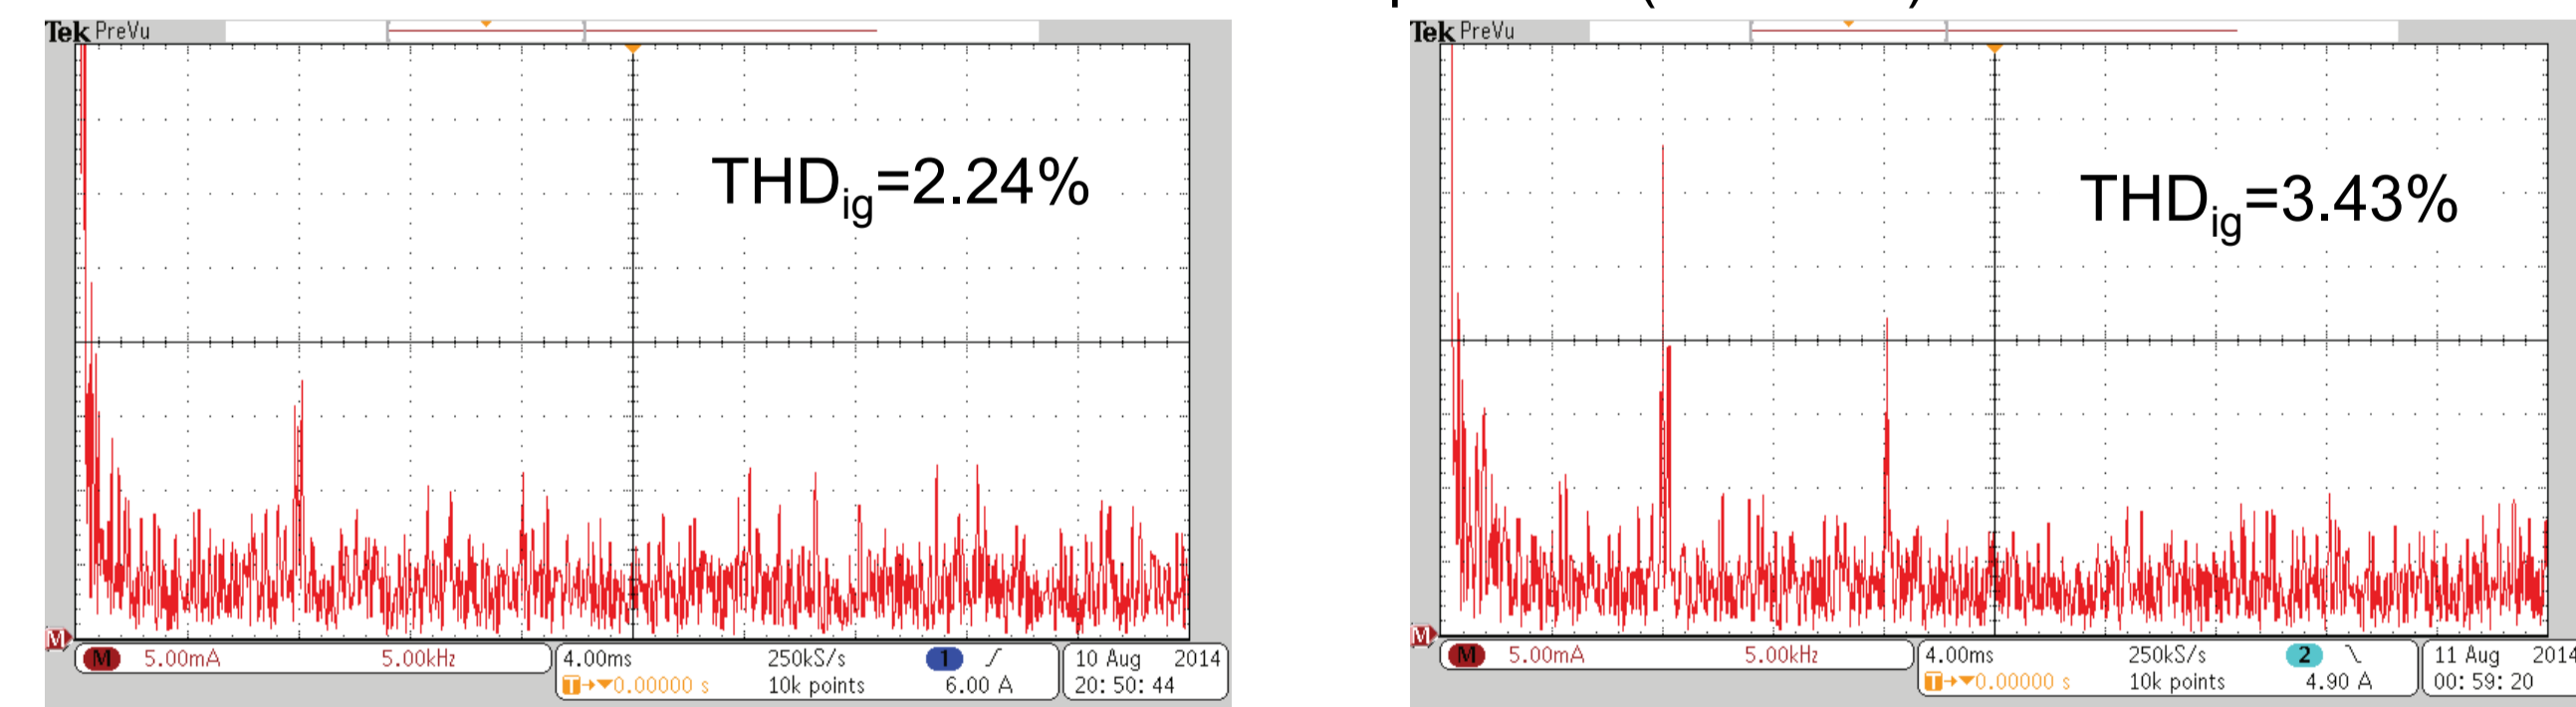 Tek PreVu
THDig=2.24%
M 5.00mA 5.00kHz
4.00ms 250kS/s 1
T 0.00000 s 10k points 6.00 A
10 Aug 2014
20:50:44
M
Tek PreVu
THDig=3.43%
M 5.00mA 5.00kHz
4.00ms 250kS/s 2
T 0.00000 s 10k points 4.90 A
11 Aug 2014
00:59:20
M